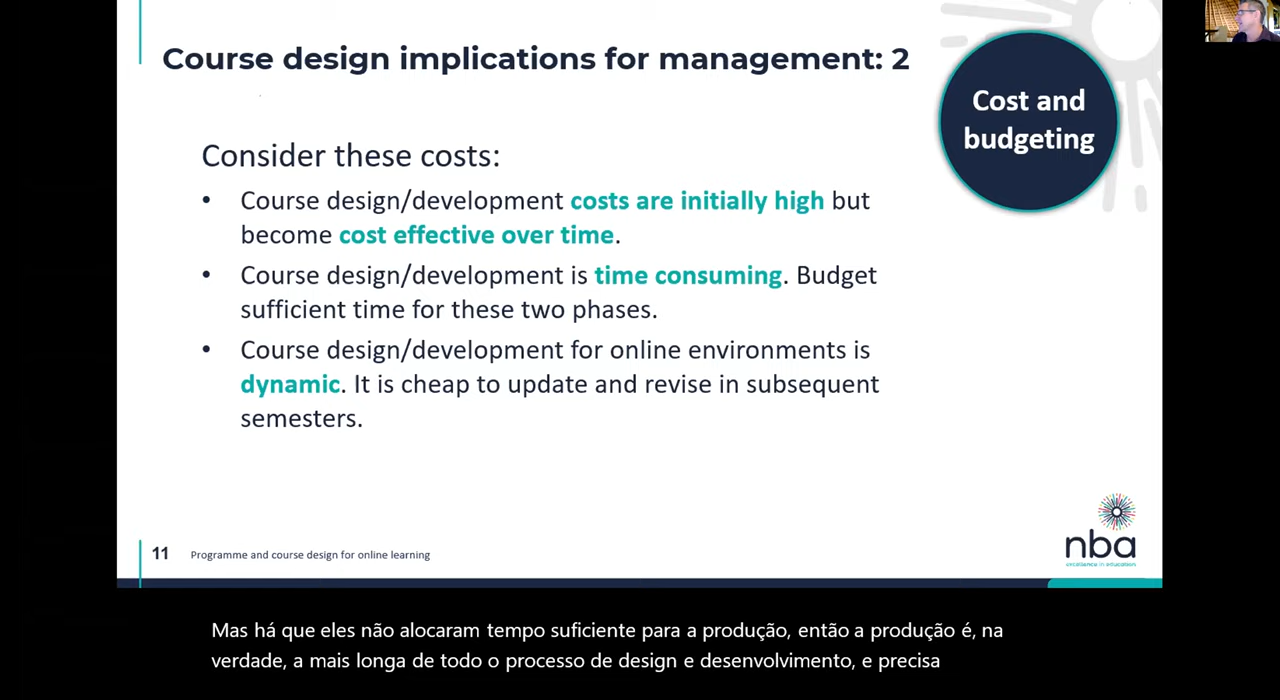 Course design implications for management: 2
Cost and
budgeting
Consider these costs:
• Course design/development costs are initially high but
become cost effective over time.
• Course design/development is time consuming. Budget
sufficient time for these two phases.
• Course design/development for online environments is
dynamic. It is cheap to update and revise in subsequent
semesters.
11 Programme and course design for online learning
nba
excellence in education
Mas há que eles não alocaram tempo suficiente para a produção, então a produção é, na
verdade, a mais longa de todo o processo de design e desenvolvimento, e precisa